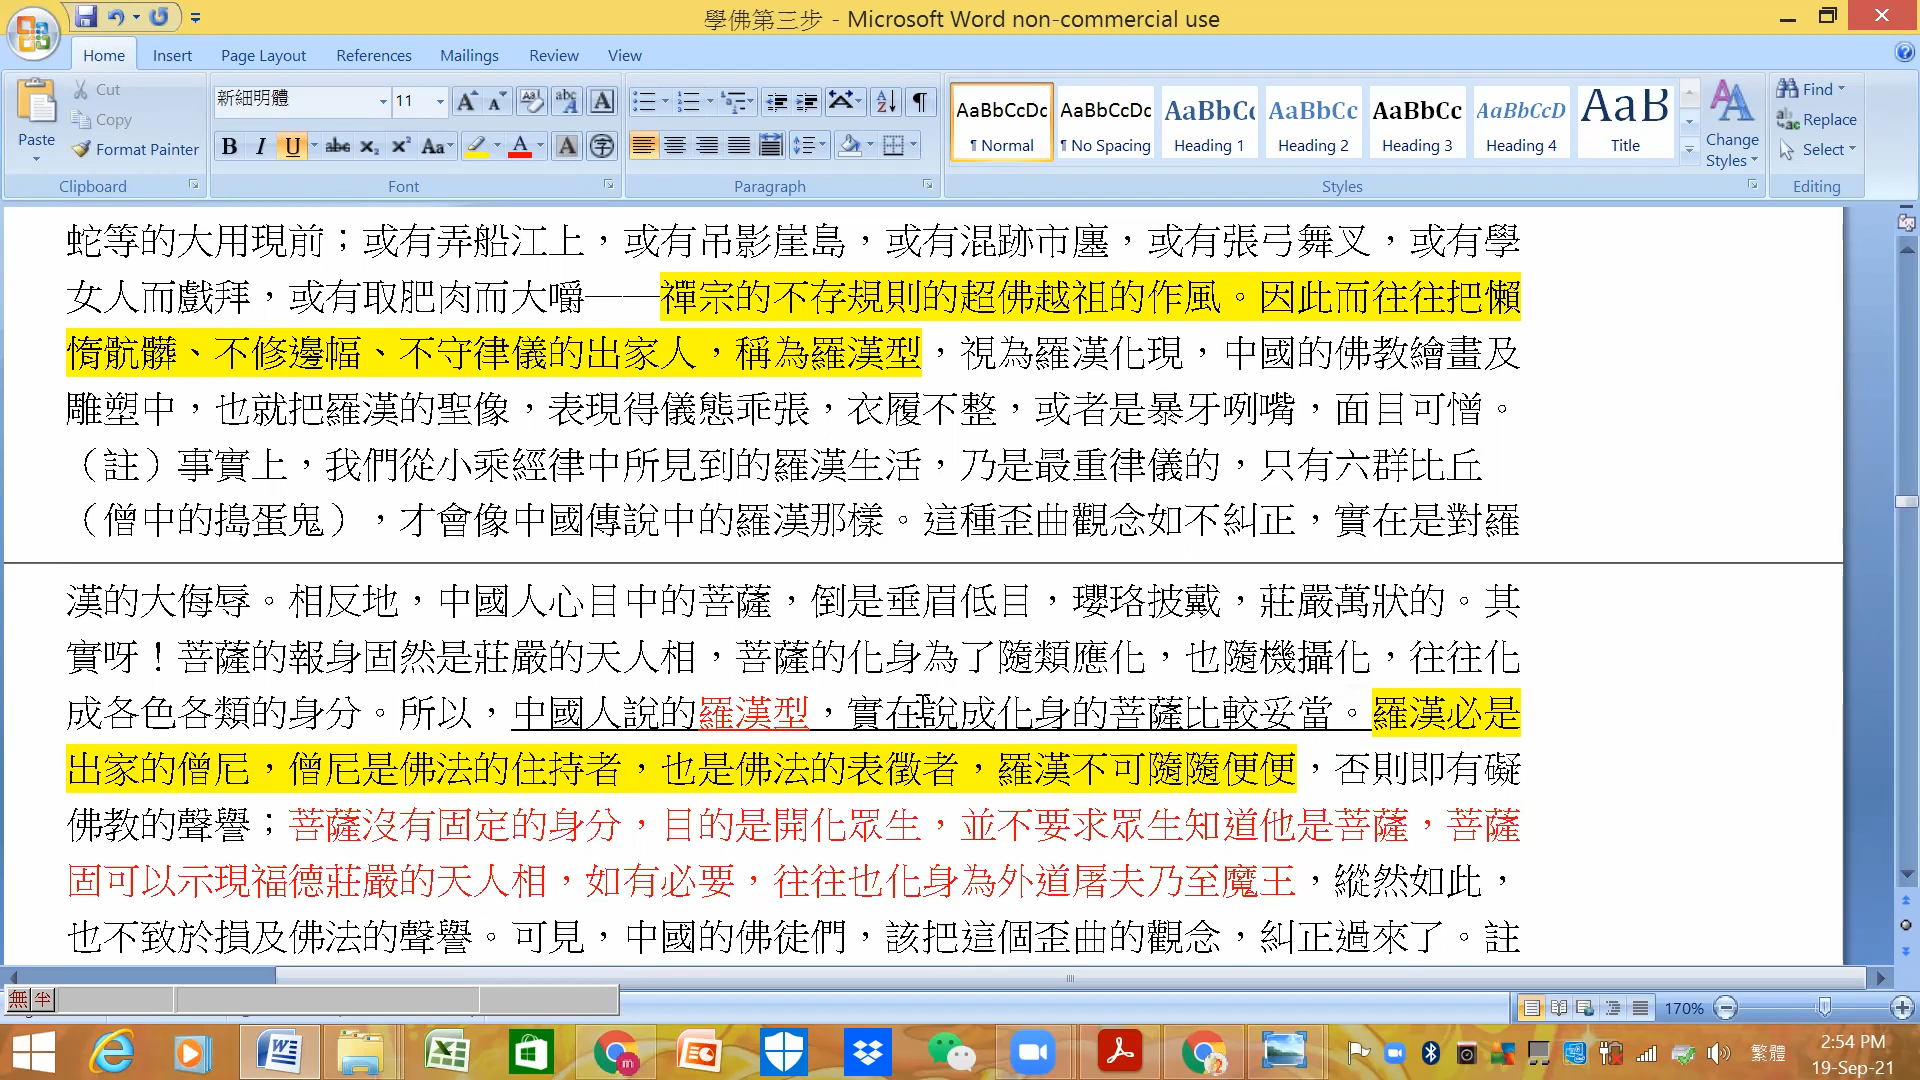 學佛第三步 - Microsoft Word non-commercial use
Home Insert Page Layout References Mailings Review View
Paste
Cut
Copy
Format Painter
Clipboard
新細明體 11
B I U abc x₂ x² Aa A A
Font
Paragraph
AaBbCcDc AaBbCcDc AaBbCc AaBbCc AaBbCc AaBbCcD AaB
¶ Normal ¶ No Spacing Heading 1 Heading 2 Heading 3 Heading 4 Title
Change Styles
Styles
Find
Replace
Select
Editing
蛇等的大用現前；或有弄船江上，或有吊影崖島，或有混跡市廛，或有張弓舞叉，或有學
女人而戲拜，或有取肥肉而大嚼——禪宗的不存規則的超佛越祖的作風。因此而往往把懶
惰骯髒、不修邊幅、不守律儀的出家人，稱為羅漢型，視為羅漢化現，中國的佛教繪畫及
雕塑中，也就把羅漢的聖像，表現得儀態乖張，衣履不整，或者是暴牙咧嘴，面目可憎。
（註）事實上，我們從小乘經律中所見到的羅漢生活，乃是最重律儀的，只有六群比丘
（僧中的搗蛋鬼），才會像中國傳說中的羅漢那樣。這種歪曲觀念如不糾正，實在是對羅
漢的大侮辱。相反地，中國人心目中的菩薩，倒是垂眉低目，瓔珞披戴，莊嚴萬狀的。其
實呀！菩薩的報身固然是莊嚴的天人相，菩薩的化身為了隨類應化，也隨機攝化，往往化
成各色各類的身分。所以，中國人說的羅漢型，實在說成化身的菩薩比較妥當。羅漢必是
出家的僧尼，僧尼是佛法的住持者，也是佛法的表徵者，羅漢不可隨隨便便，否則即有礙
佛教的聲譽；菩薩沒有固定的身分，目的是開化眾生，並不要求眾生知道他是菩薩，菩薩
固可以示現福德莊嚴的天人相，如有必要，往往也化身為外道屠夫乃至魔王，縱然如此，
也不致於損及佛法的聲譽。可見，中國的佛徒們，該把這個歪曲的觀念，糾正過來了。註
無 半
170%
繁體
2:54 PM
19-Sep-21